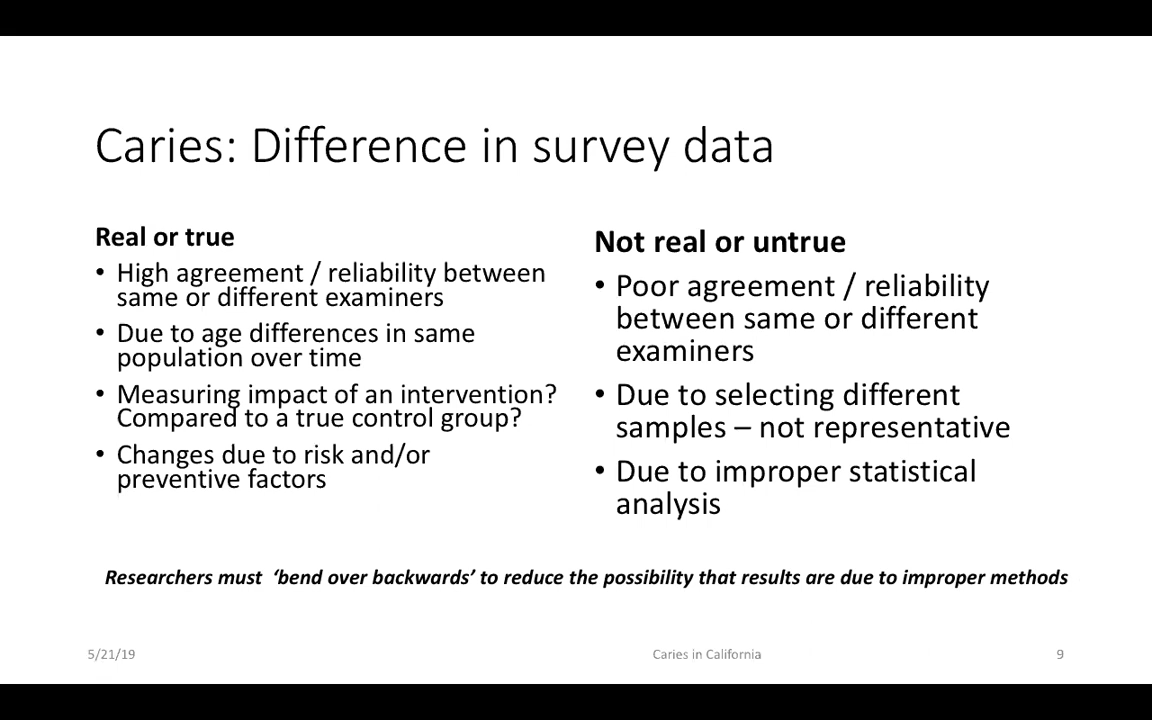 Caries: Difference in survey data
Real or true
• High agreement / reliability between
same or different examiners
• Due to age differences in same
population over time
• Measuring impact of an intervention?
Compared to a true control group?
• Changes due to risk and/or
preventive factors
Not real or untrue
• Poor agreement / reliability
between same or different
examiners
• Due to selecting different
samples – not representative
• Due to improper statistical
analysis
Researchers must ‘bend over backwards’ to reduce the possibility that results are due to improper methods
5/21/19
Caries in California
9